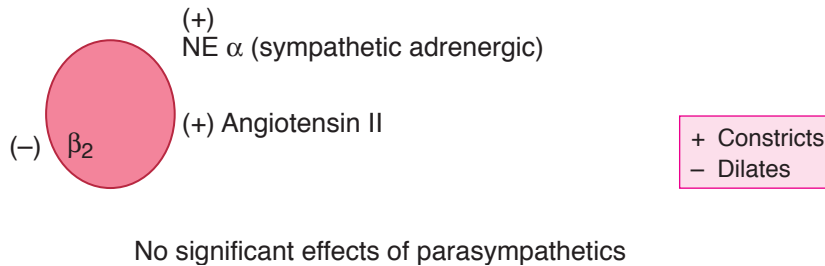 (+)
NE α (sympathetic adrenergic)
(+) Angiotensin II
(–) β₂
+ Constricts
– Dilates
No significant effects of parasympathetics